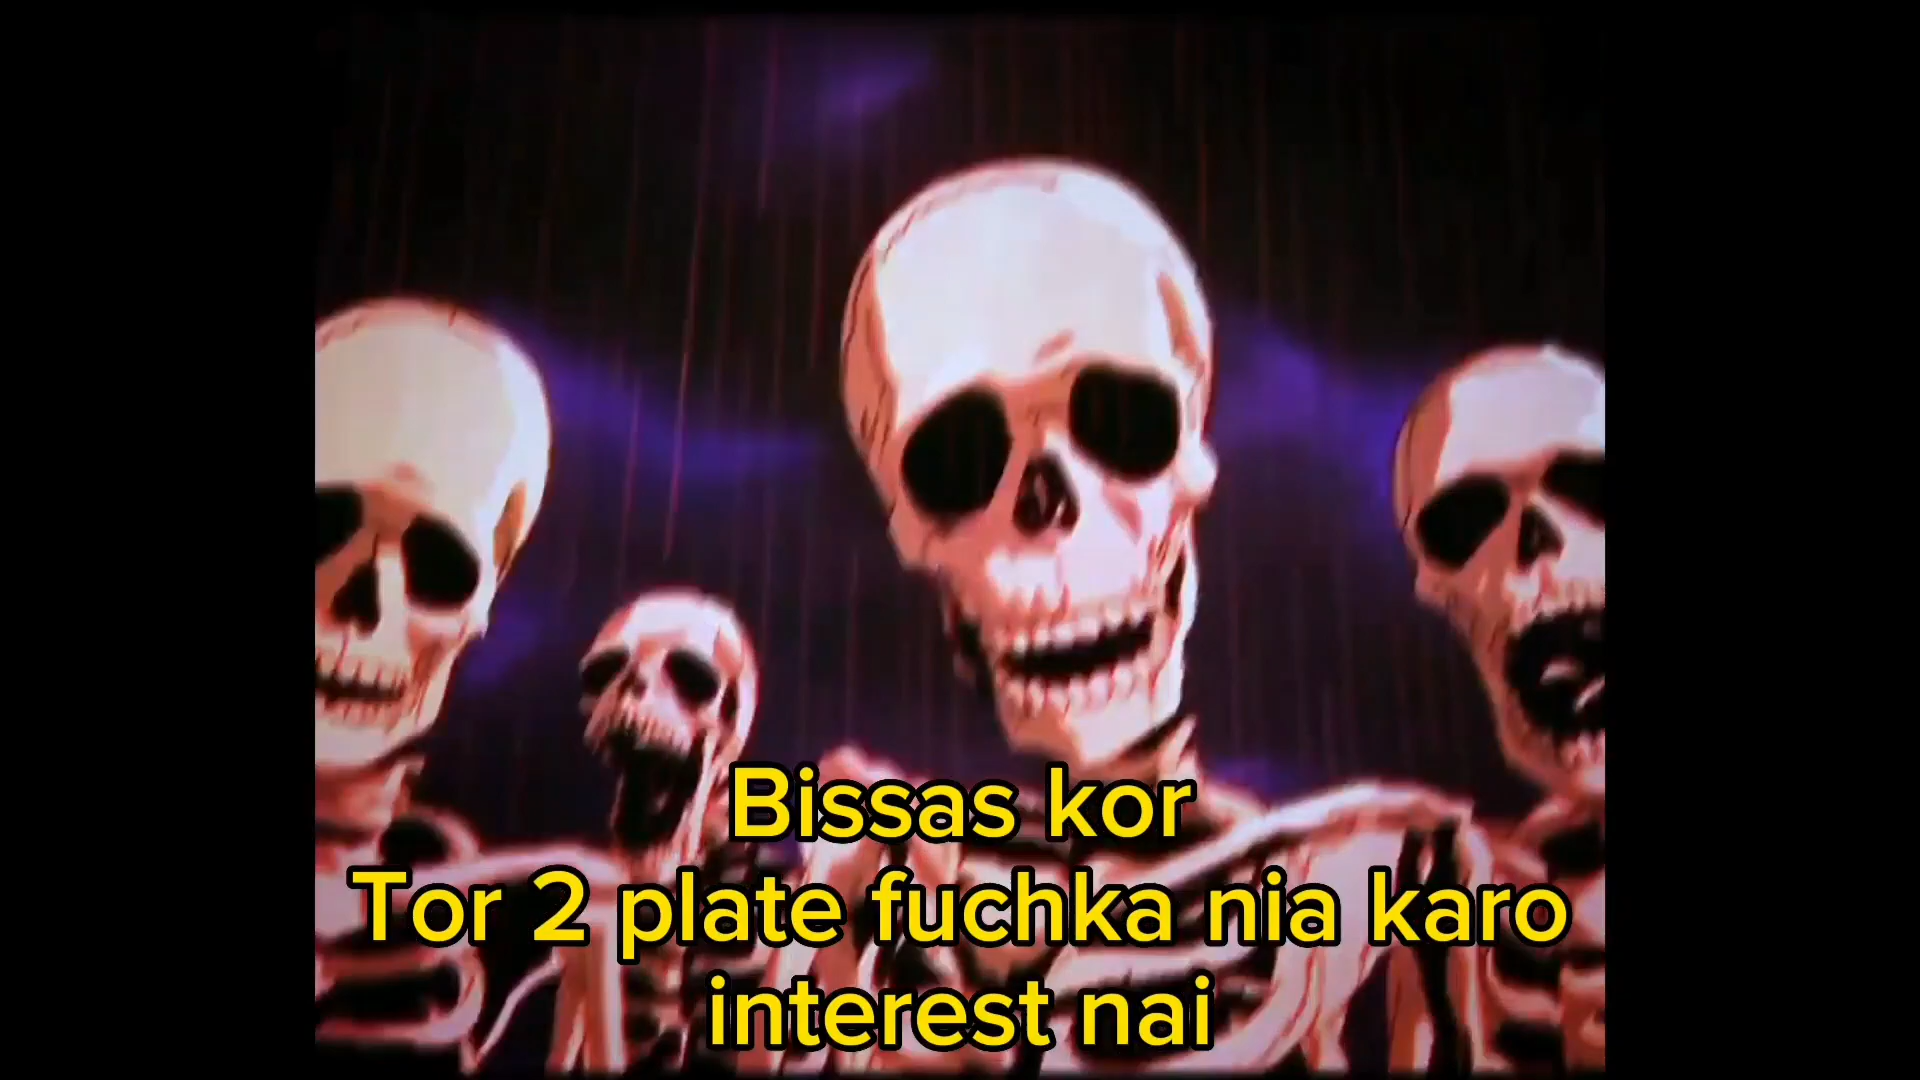 Bissas kor
Tor 2 plate fuchka nia karo
interest nai